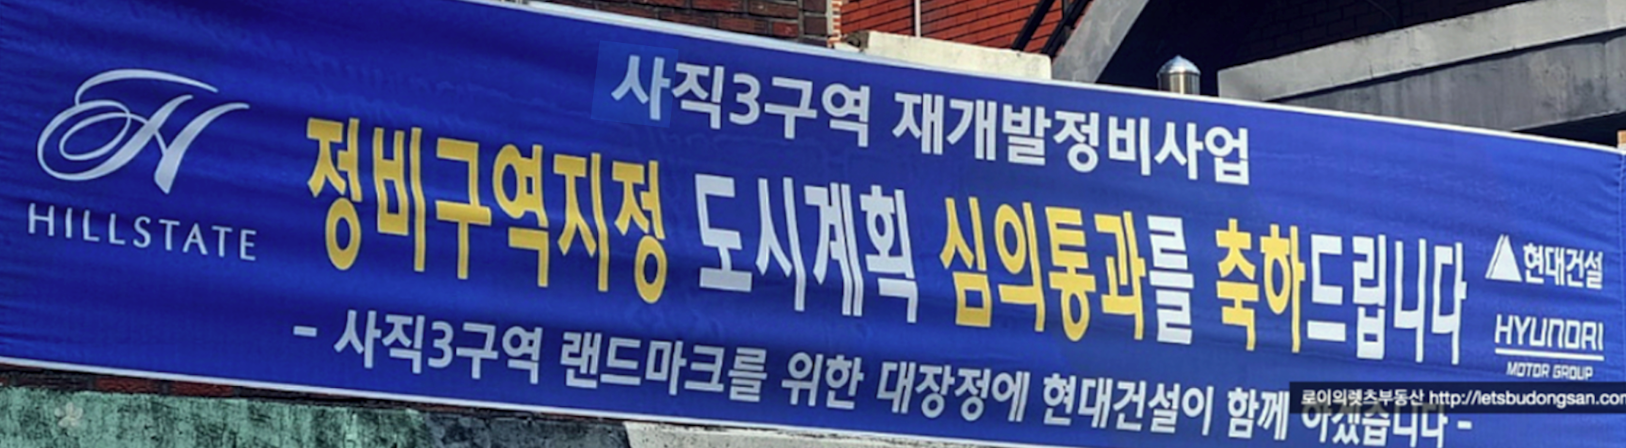 사직3구역 재개발정비사업
정비구역지정 도시계획 심의통과를 축하드립니다
- 사직3구역 랜드마크를 위한 대장정에 현대건설이 함께 하겠습니다 -
H
HILLSTATE
현대건설
HYUNDAI
MOTOR GROUP
로이의렛츠부동산 http://letsbudongsan.com